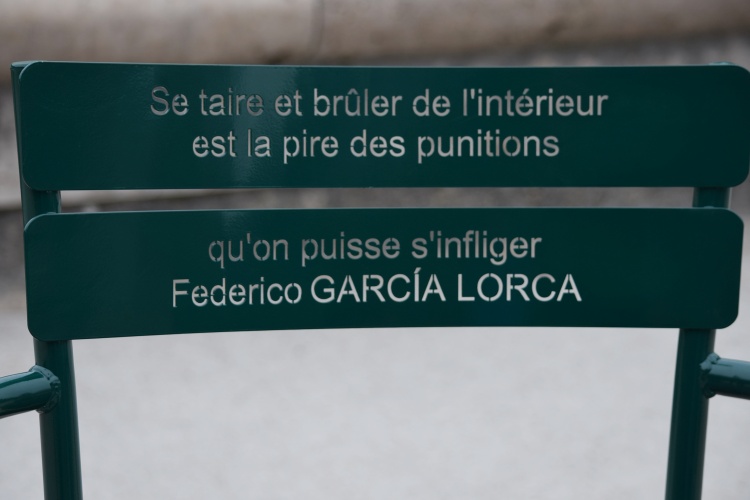 Se taire et brûler de l'intérieur
est la pire des punitions
qu'on puisse s'infliger
Federico GARCÍA LORCA